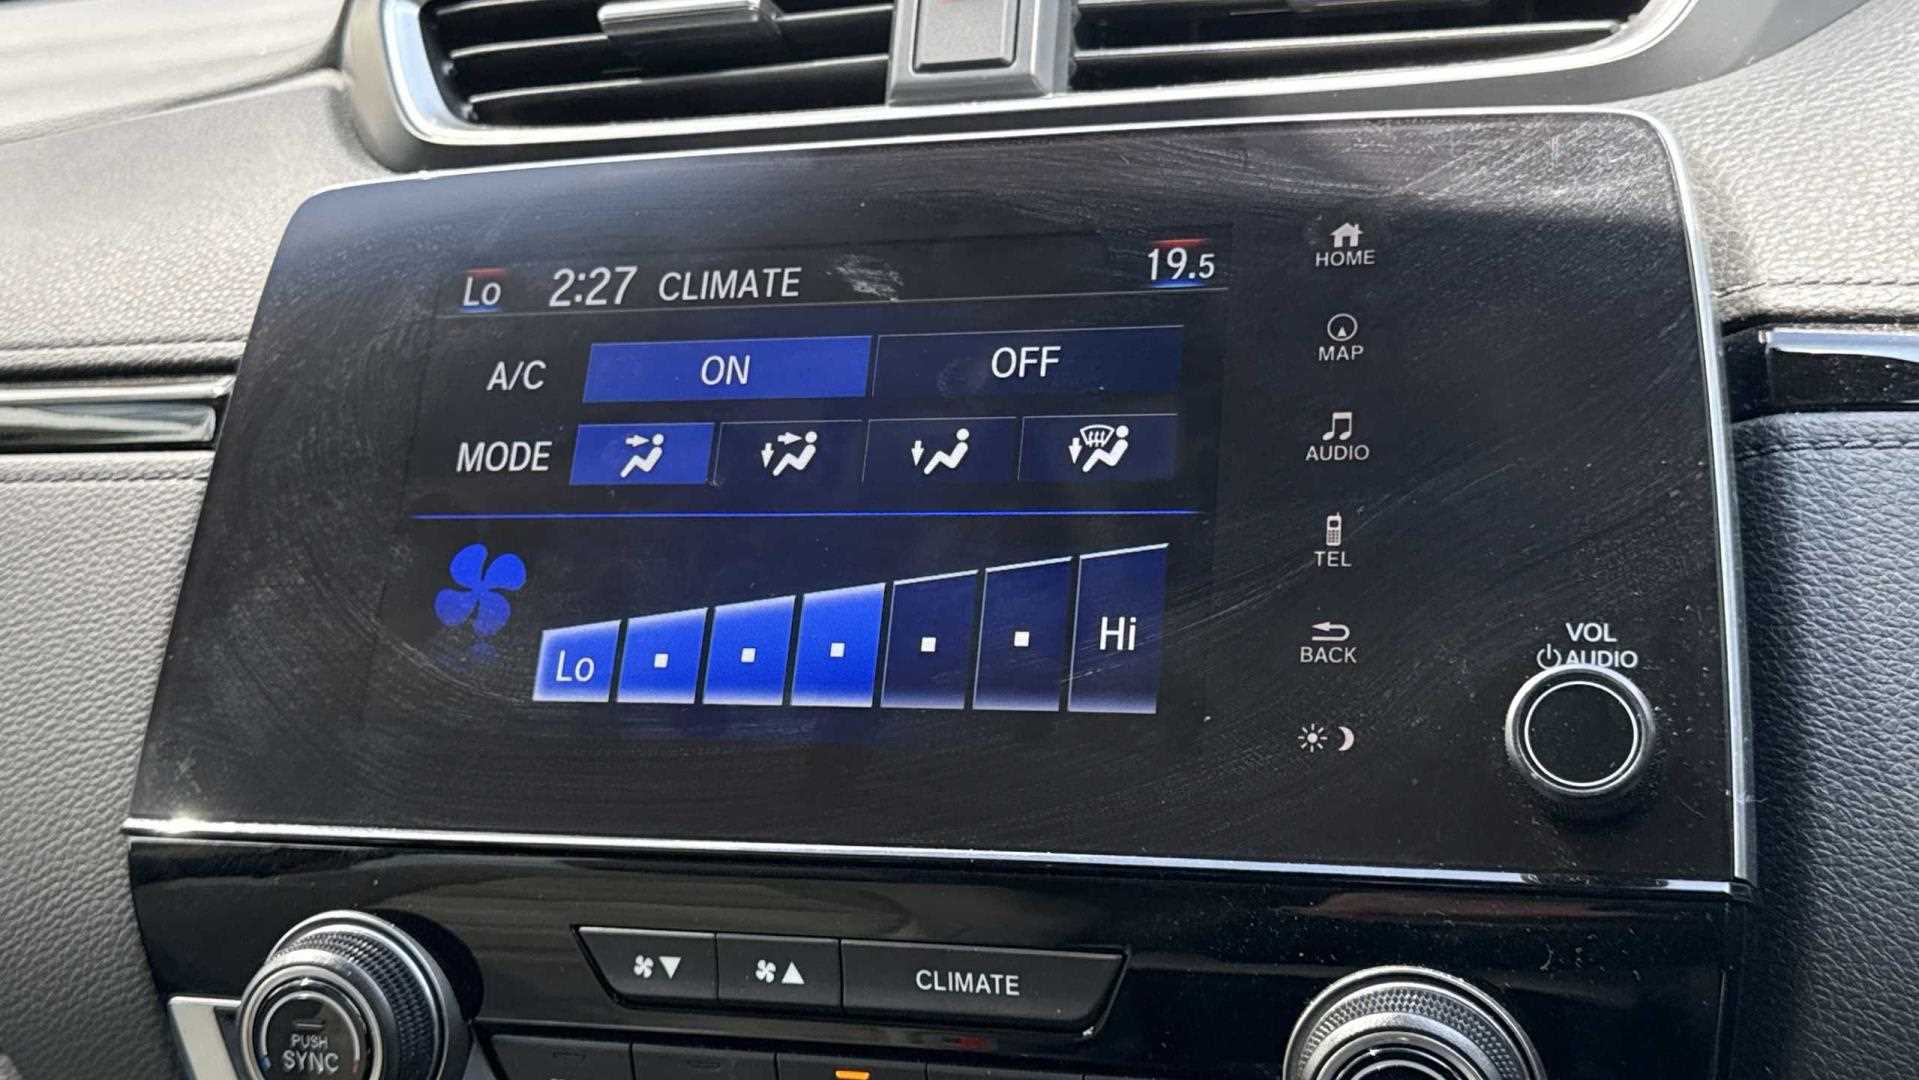 Lo 2:27 CLIMATE 19.5
A/C ON OFF
MODE
Lo Hi
HOME
MAP
AUDIO
TEL
BACK
VOL
AUDIO
CLIMATE
PUSH
SYNC